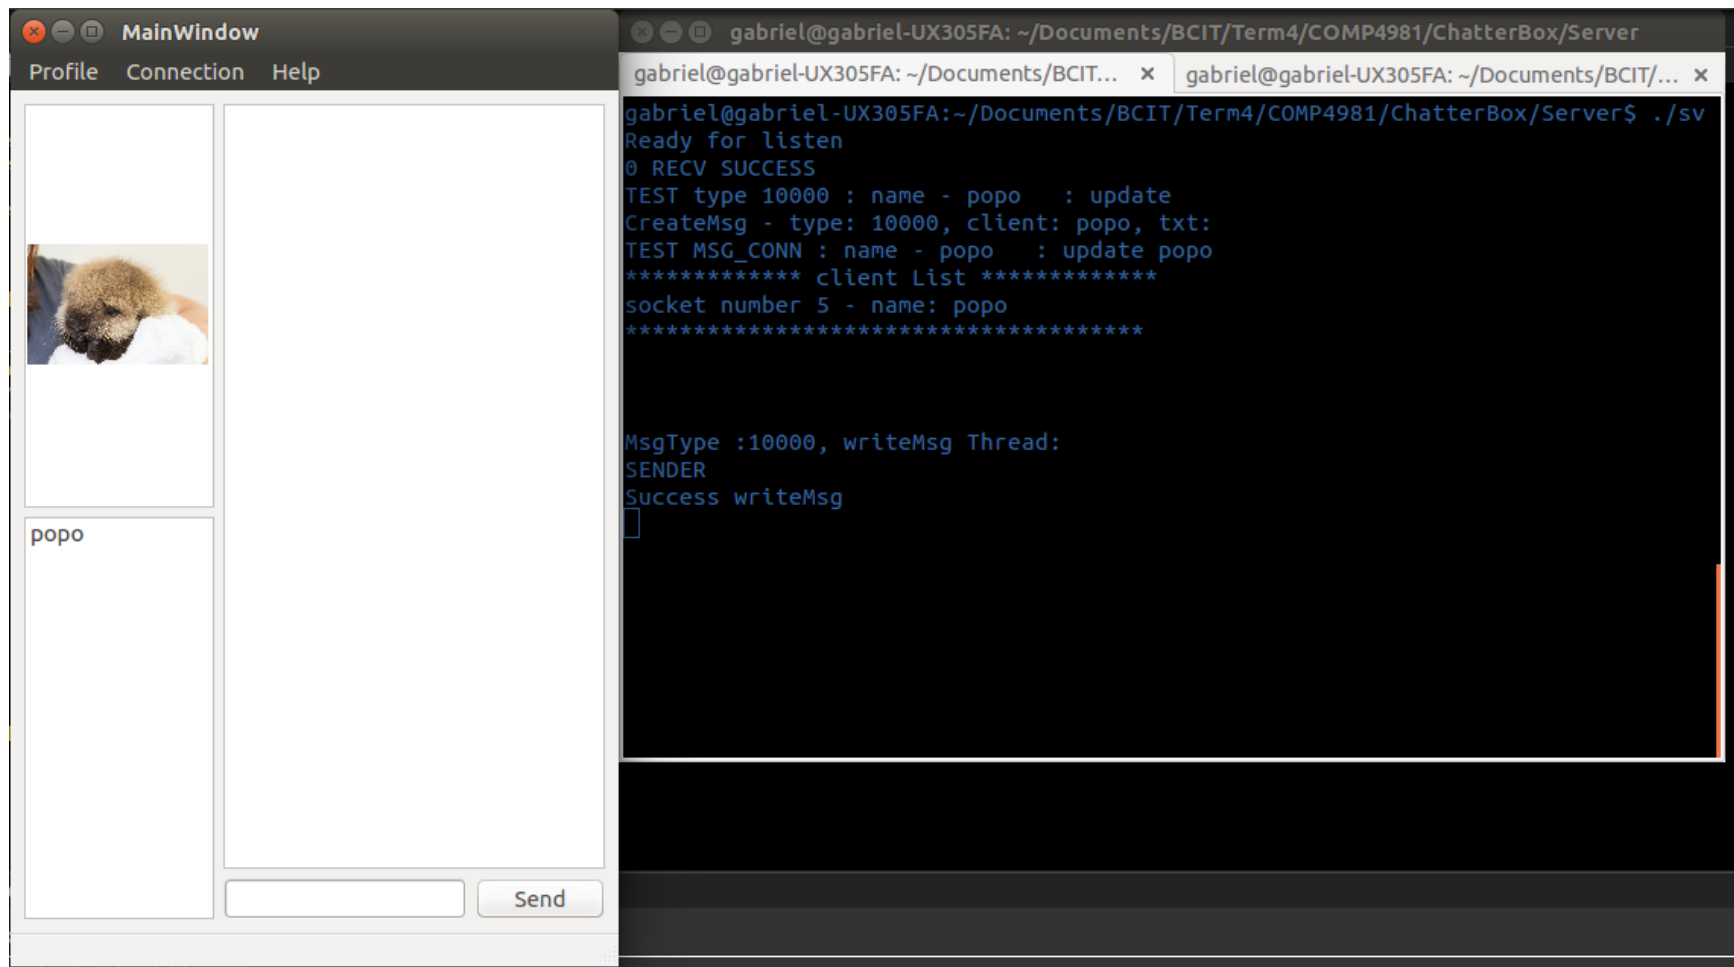 MainWindow
Profile Connection Help
popo
Send
gabriel@gabriel-UX305FA: ~/Documents/BCIT/Term4/COMP4981/ChatterBox/Server
gabriel@gabriel-UX305FA: ~/Documents/BCIT... × gabriel@gabriel-UX305FA: ~/Documents/BCIT/... ×
gabriel@gabriel-UX305FA:~/Documents/BCIT/Term4/COMP4981/ChatterBox/Server$ ./sv
Ready for listen
0 RECV SUCCESS
TEST type 10000 : name - popo   : update
CreateMsg - type: 10000, client: popo, txt:
TEST MSG_CONN : name - popo   : update popo
************* client List *************
socket number 5 - name: popo
**************************************
MsgType :10000, writeMsg Thread:
SENDER
Success writeMsg